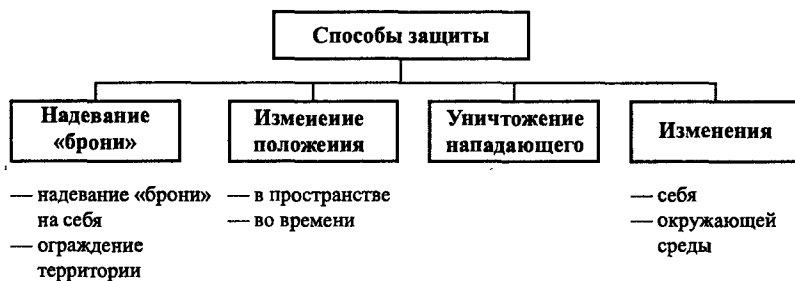 Способы защиты
Надевание
«брони»
Изменение
положения
Уничтожение
нападающего
Изменения
— надевание «брони»
на себя
— ограждение
территории
— в пространстве
— во времени
— себя
— окружающей
среды